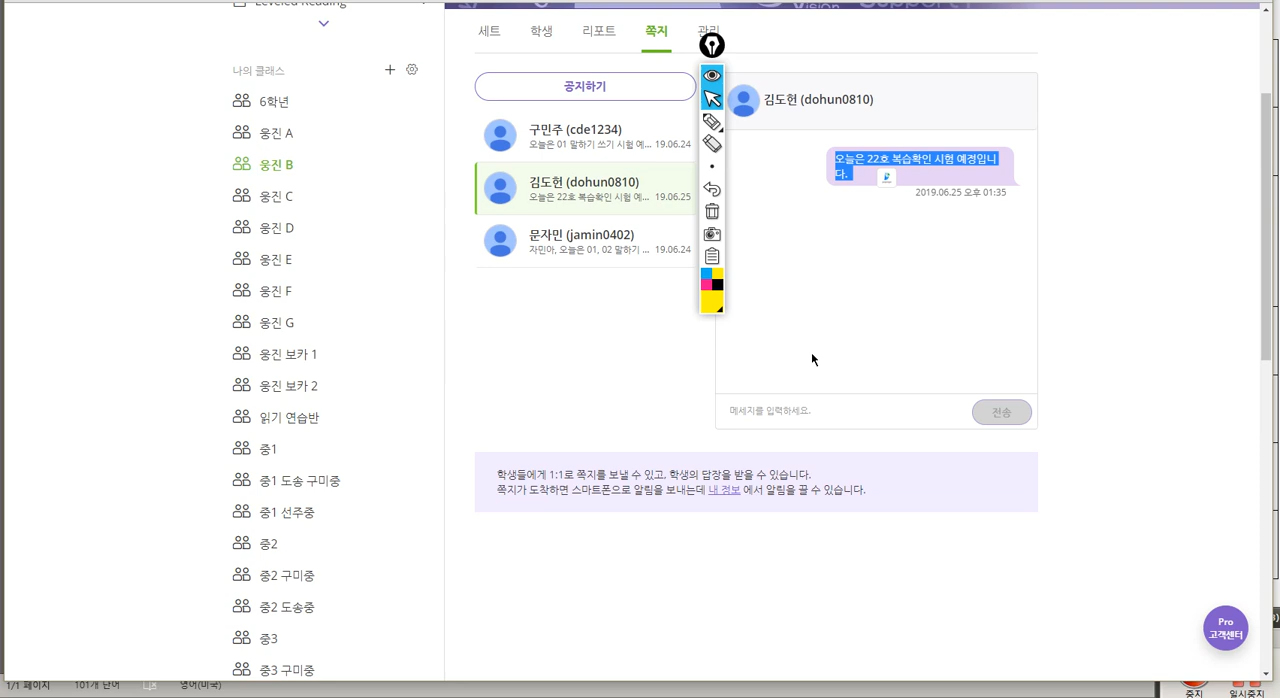 Leveled Reading
나의 클래스
6학년
웅진 A
웅진 B
웅진 C
웅진 D
웅진 E
웅진 F
웅진 G
웅진 보카 1
웅진 보카 2
읽기 연습반
중1
중1 도송 구미중
중1 선주중
중2
중2 구미중
중2 도송중
중3
중3 구미중
세트 학생 리포트 쪽지 관리
공지하기
구민주 (cde1234)
오늘은 01 말하기 쓰기 시험 예... 19.06.24
김도헌 (dohun0810)
오늘은 22호 복습확인 시험 예... 19.06.25
문자민 (jamin0402)
자민아, 오늘은 01, 02 말하기 ... 19.06.24
김도헌 (dohun0810)
오늘은 22호 복습확인 시험 예정입니
다.
2019.06.25 오후 01:35
메세지를 입력하세요.
전송
학생들에게 1:1로 쪽지를 보낼 수 있고, 학생의 답장을 받을 수 있습니다.
쪽지가 도착하면 스마트폰으로 알림을 보내는데 내 정보 에서 알림을 끌 수 있습니다.
Pro
고객센터
1/1 페이지 101개 단어 영어(미국)
중지 일시중지